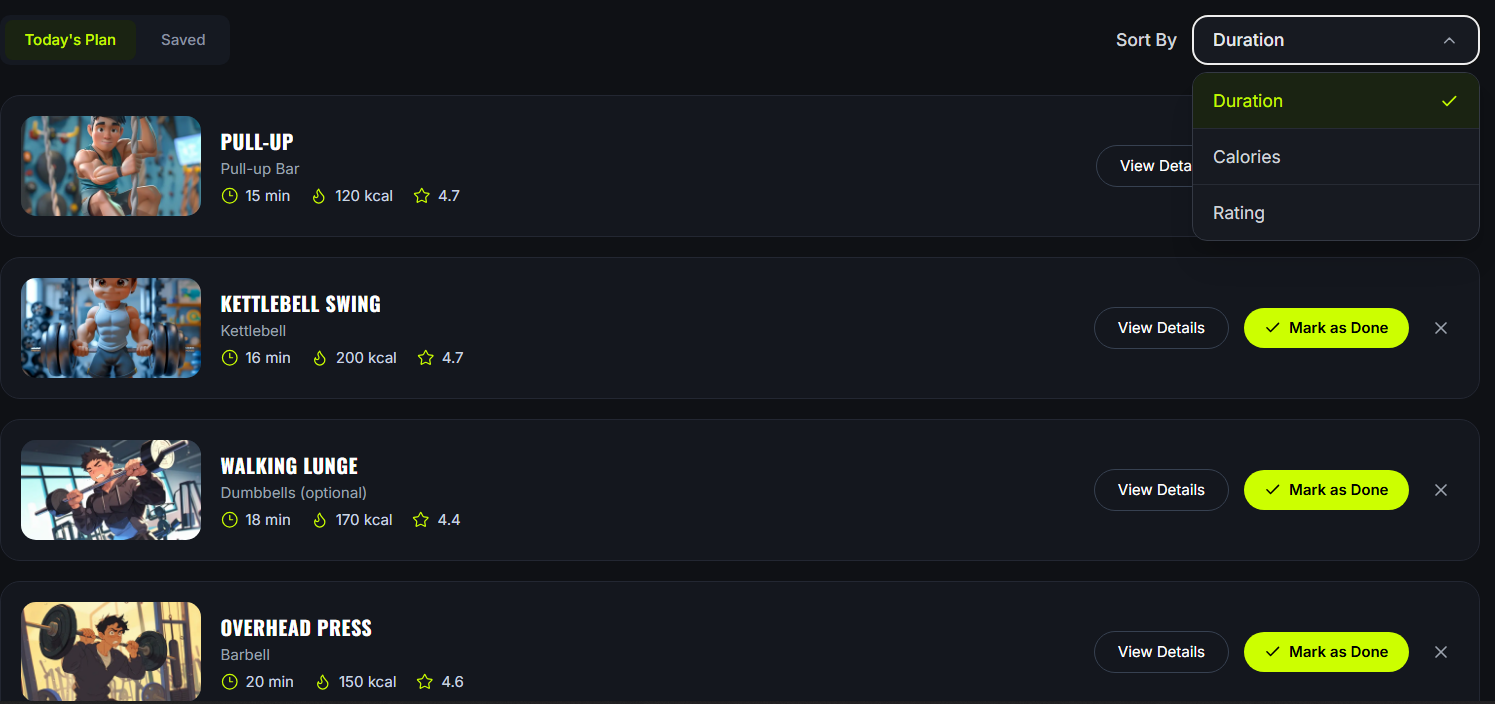 Today's Plan Saved Sort By Duration
Duration
Calories
Rating
PULL-UP
Pull-up Bar
15 min 120 kcal 4.7
View Deta
KETTLEBELL SWING
Kettlebell
16 min 200 kcal 4.7
View Details Mark as Done
WALKING LUNGE
Dumbbells (optional)
18 min 170 kcal 4.4
View Details Mark as Done
OVERHEAD PRESS
Barbell
20 min 150 kcal 4.6
View Details Mark as Done